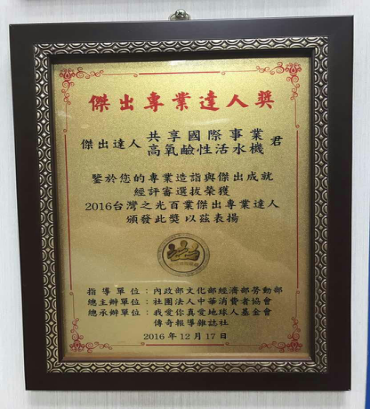 傑出專業達人獎
傑出達人 共享國際事業 高氧鹼性活水機 君
鑒於您的專業造詣與傑出成就
經評審選拔榮獲
2016台灣之光百業傑出專業達人
頒發此獎以茲表揚
指導單位：內政部文化部經濟部勞動部
總主辦單位：社團法人中華消費者協會
總承辦單位：我愛你真愛地球人基金會
傳奇報導雜誌社
2016年12月17日